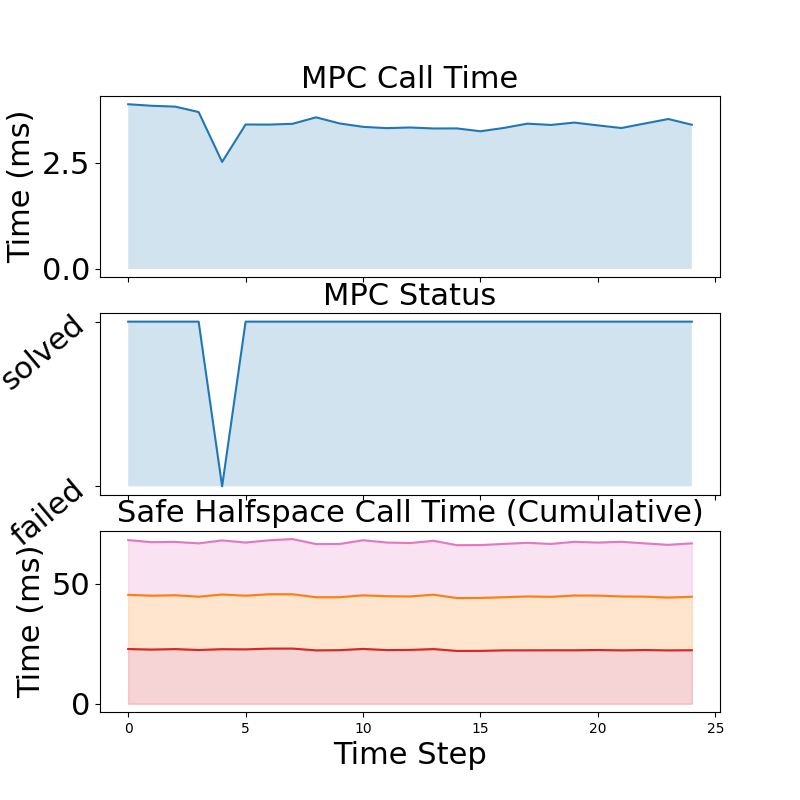 MPC Call Time
Time (ms)
2.5
0.0
MPC Status
solved
failed
Safe Halfspace Call Time (Cumulative)
Time (ms)
50
0
0 5 10 15 20 25
Time Step